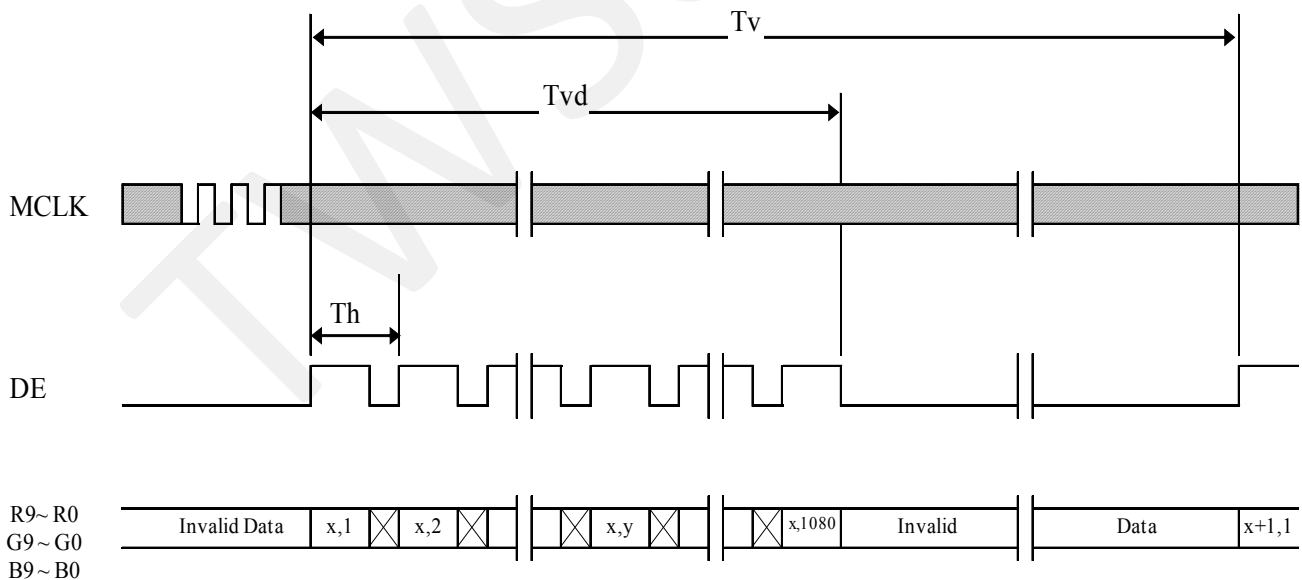 Tv
Tvd
MCLK
Th
DE
R9~R0
G9~G0
B9~B0
Invalid Data
x,1
x,2
x,y
x,1080
Invalid
Data
x+1,1